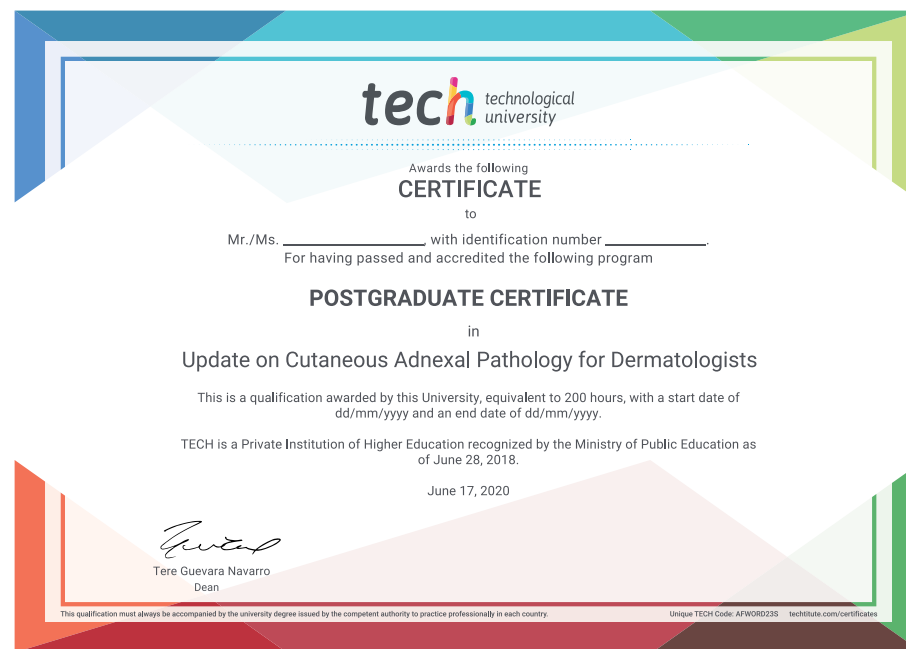 tech technological
university
Awards the following
CERTIFICATE
to
Mr./Ms. ____________________, with identification number ______________.
For having passed and accredited the following program
POSTGRADUATE CERTIFICATE
in
Update on Cutaneous Adnexal Pathology for Dermatologists
This is a qualification awarded by this University, equivalent to 200 hours, with a start date of
dd/mm/yyyy and an end date of dd/mm/yyyy.
TECH is a Private Institution of Higher Education recognized by the Ministry of Public Education as
of June 28, 2018.
June 17, 2020
Tere Guevara Navarro
Dean
This qualification must always be accompanied by the university degree issued by the competent authority to practice professionally in each country. Unique TECH Code: AFWORD23S techtitute.com/certificates